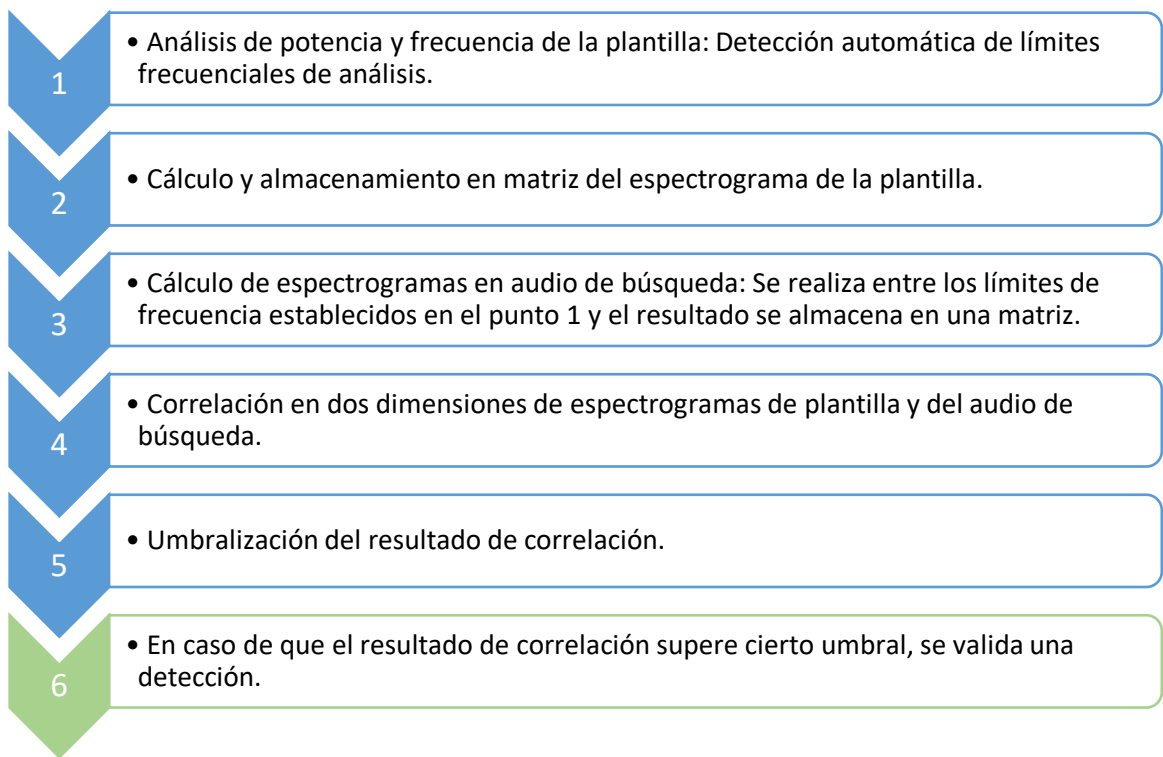 1
• Análisis de potencia y frecuencia de la plantilla: Detección automática de límites
frecuenciales de análisis.
2
• Cálculo y almacenamiento en matriz del espectrograma de la plantilla.
3
• Cálculo de espectrogramas en audio de búsqueda: Se realiza entre los límites de
frecuencia establecidos en el punto 1 y el resultado se almacena en una matriz.
4
• Correlación en dos dimensiones de espectrogramas de plantilla y del audio de
búsqueda.
5
• Umbralización del resultado de correlación.
6
• En caso de que el resultado de correlación supere cierto umbral, se valida una
detección.